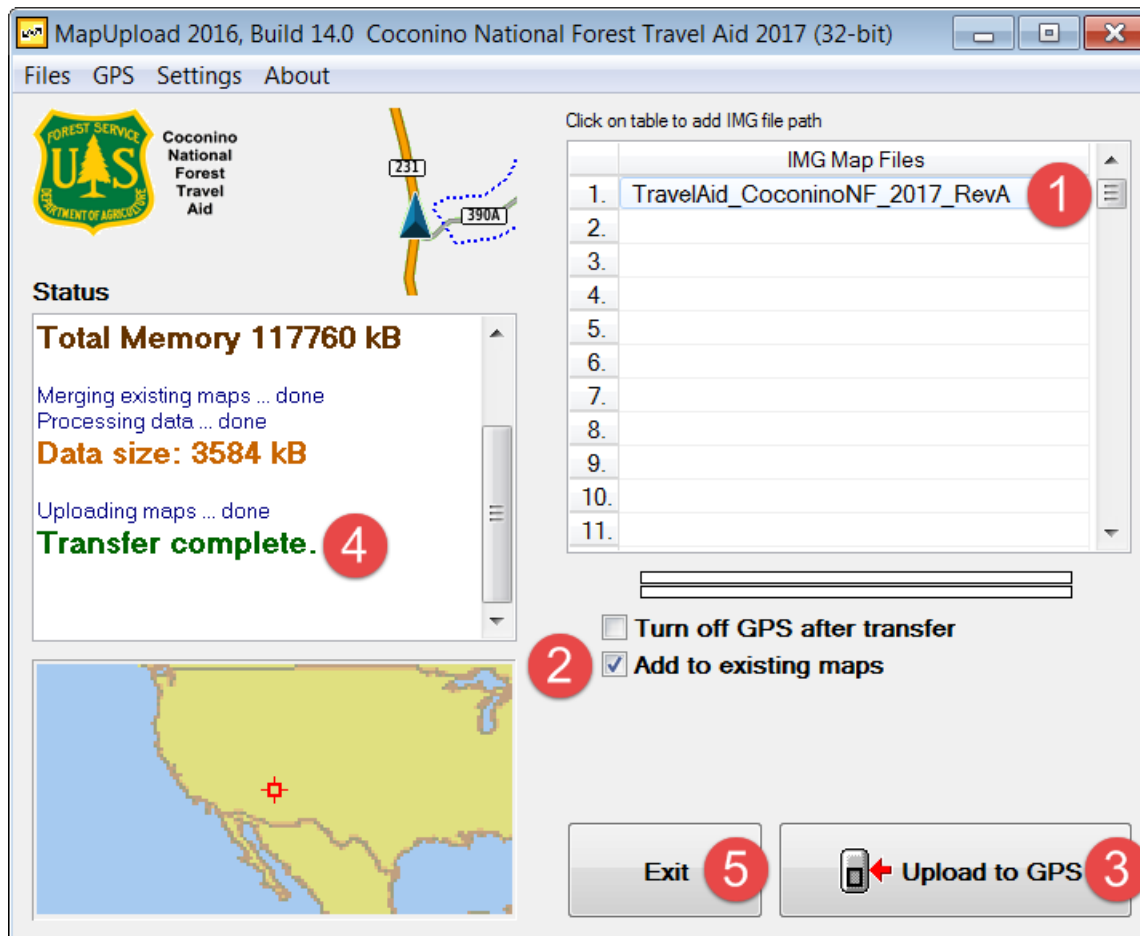 MapUpload 2016, Build 14.0 Coconino National Forest Travel Aid 2017 (32-bit)
Files GPS Settings About
FOREST SERVICE
UAS
DEPARTMENT OF AGRICULTURE
Coconino
National
Forest
Travel
Aid
231
390A
Status
Total Memory 117760 kB
Merging existing maps ... done
Processing data ... done
Data size: 3584 kB
Uploading maps ... done
Transfer complete. 4
Click on table to add IMG file path
IMG Map Files
1. TravelAid_CoconinoNF_2017_RevA 1
2.
3.
4.
5.
6.
7.
8.
9.
10.
11.
Turn off GPS after transfer
2 Add to existing maps
Exit 5
Upload to GPS 3